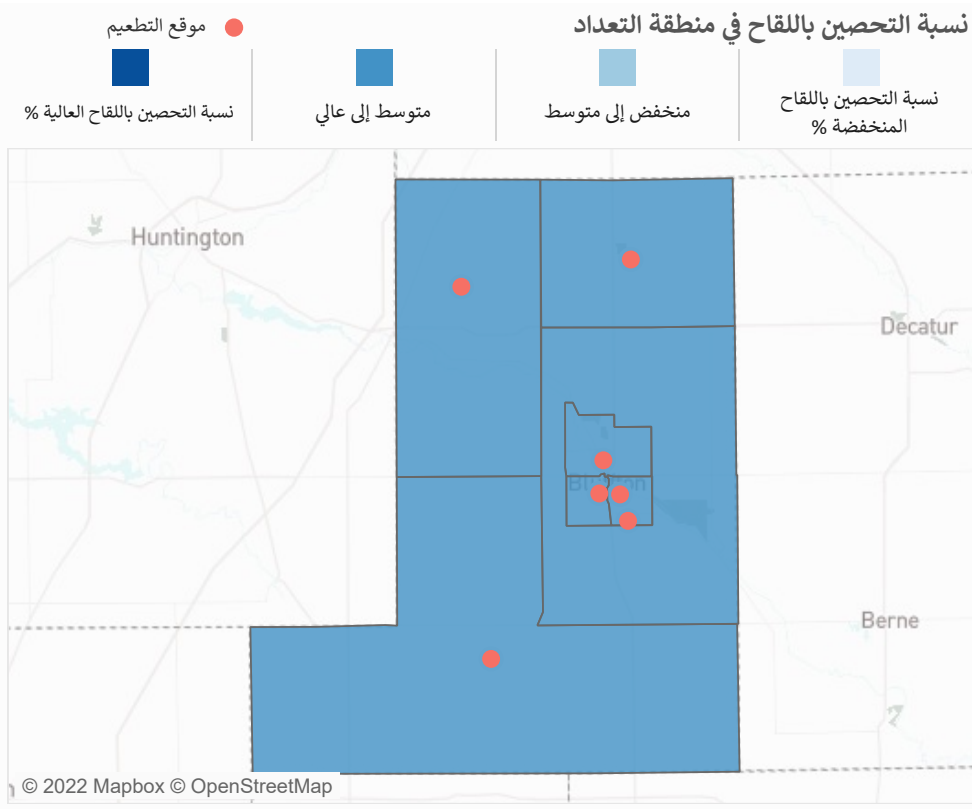 نسبة التحصين باللقاح في منطقة التعداد
موقع التطعيم
نسبة التحصين باللقاح
المنخفضة %
منخفض إلى متوسط
متوسط إلى عالي
نسبة التحصين باللقاح العالية %
Huntington
Decatur
Berne
© 2022 Mapbox © OpenStreetMap